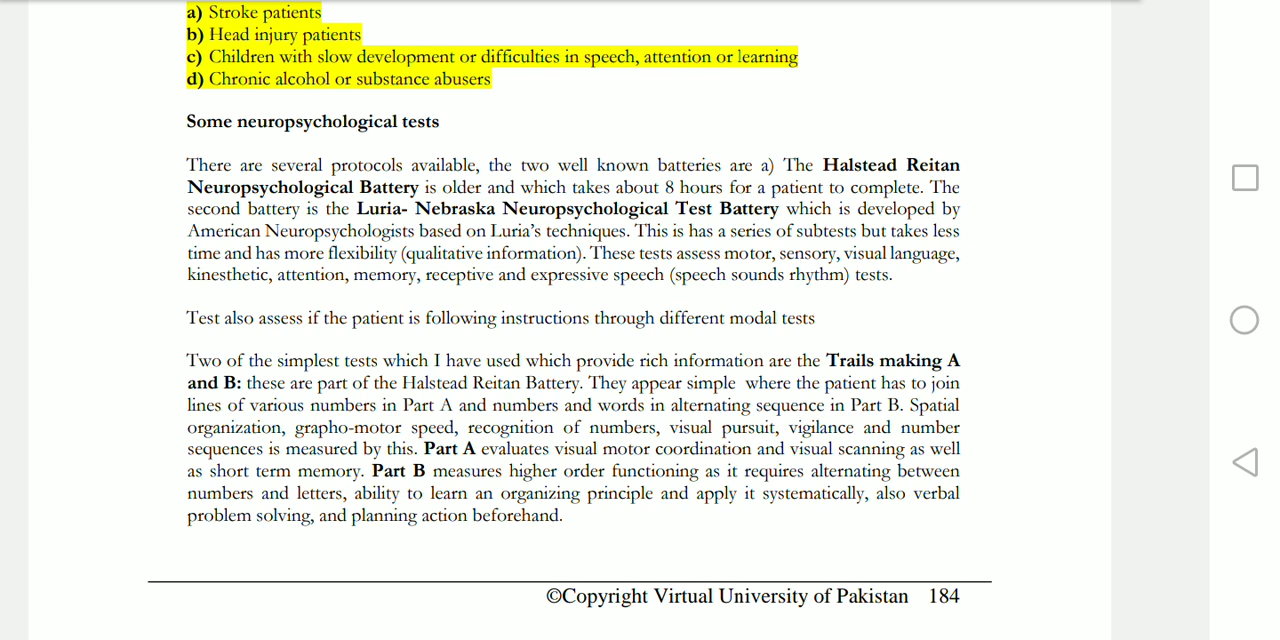 a) Stroke patients
b) Head injury patients
c) Children with slow development or difficulties in speech, attention or learning
d) Chronic alcohol or substance abusers
Some neuropsychological tests
There are several protocols available, the two well known batteries are a) The Halstead Reitan
Neuropsychological Battery is older and which takes about 8 hours for a patient to complete. The
second battery is the Luria- Nebraska Neuropsychological Test Battery which is developed by
American Neuropsychologists based on Luria's techniques. This is has a series of subtests but takes less
time and has more flexibility (qualitative information). These tests assess motor, sensory, visual language,
kinesthetic, attention, memory, receptive and expressive speech (speech sounds rhythm) tests.
Test also assess if the patient is following instructions through different modal tests
Two of the simplest tests which I have used which provide rich information are the Trails making A
and B: these are part of the Halstead Reitan Battery. They appear simple where the patient has to join
lines of various numbers in Part A and numbers and words in alternating sequence in Part B. Spatial
organization, grapho-motor speed, recognition of numbers, visual pursuit, vigilance and number
sequences is measured by this. Part A evaluates visual motor coordination and visual scanning as well
as short term memory. Part B measures higher order functioning as it requires alternating between
numbers and letters, ability to learn an organizing principle and apply it systematically, also verbal
problem solving, and planning action beforehand.
©Copyright Virtual University of Pakistan 184